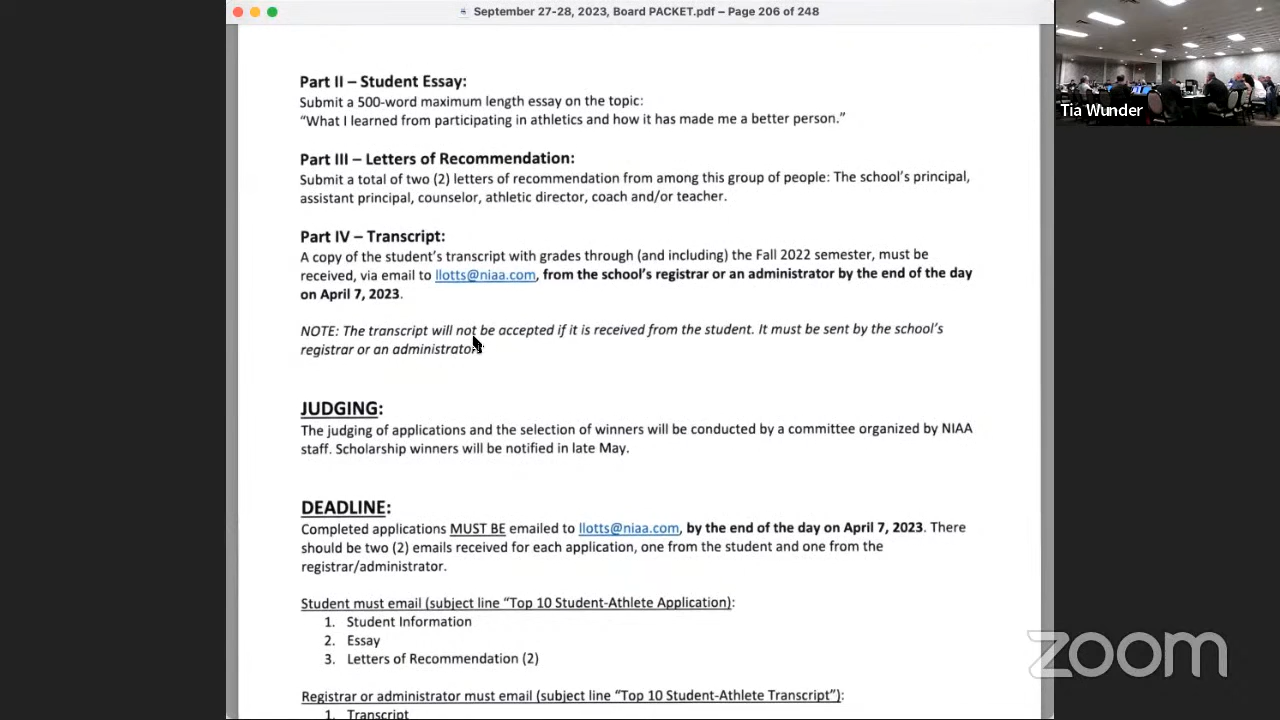 September 27-28, 2023, Board PACKET.pdf – Page 206 of 248
Tia Wunder
Part II – Student Essay:
Submit a 500-word maximum length essay on the topic:
“What I learned from participating in athletics and how it has made me a better person.”
Part III – Letters of Recommendation:
Submit a total of two (2) letters of recommendation from among this group of people: The school’s principal,
assistant principal, counselor, athletic director, coach and/or teacher.
Part IV – Transcript:
A copy of the student’s transcript with grades through (and including) the Fall 2022 semester, must be
received, via email to llotts@niaa.com, from the school’s registrar or an administrator by the end of the day
on April 7, 2023.
NOTE: The transcript will not be accepted if it is received from the student. It must be sent by the school’s
registrar or an administrator.
JUDGING:
The judging of applications and the selection of winners will be conducted by a committee organized by NIAA
staff. Scholarship winners will be notified in late May.
DEADLINE:
Completed applications MUST BE emailed to llotts@niaa.com, by the end of the day on April 7, 2023. There
should be two (2) emails received for each application, one from the student and one from the
registrar/administrator.
Student must email (subject line “Top 10 Student-Athlete Application):
1. Student Information
2. Essay
3. Letters of Recommendation (2)
Registrar or administrator must email (subject line “Top 10 Student-Athlete Transcript”):
1. Transcript
zoom